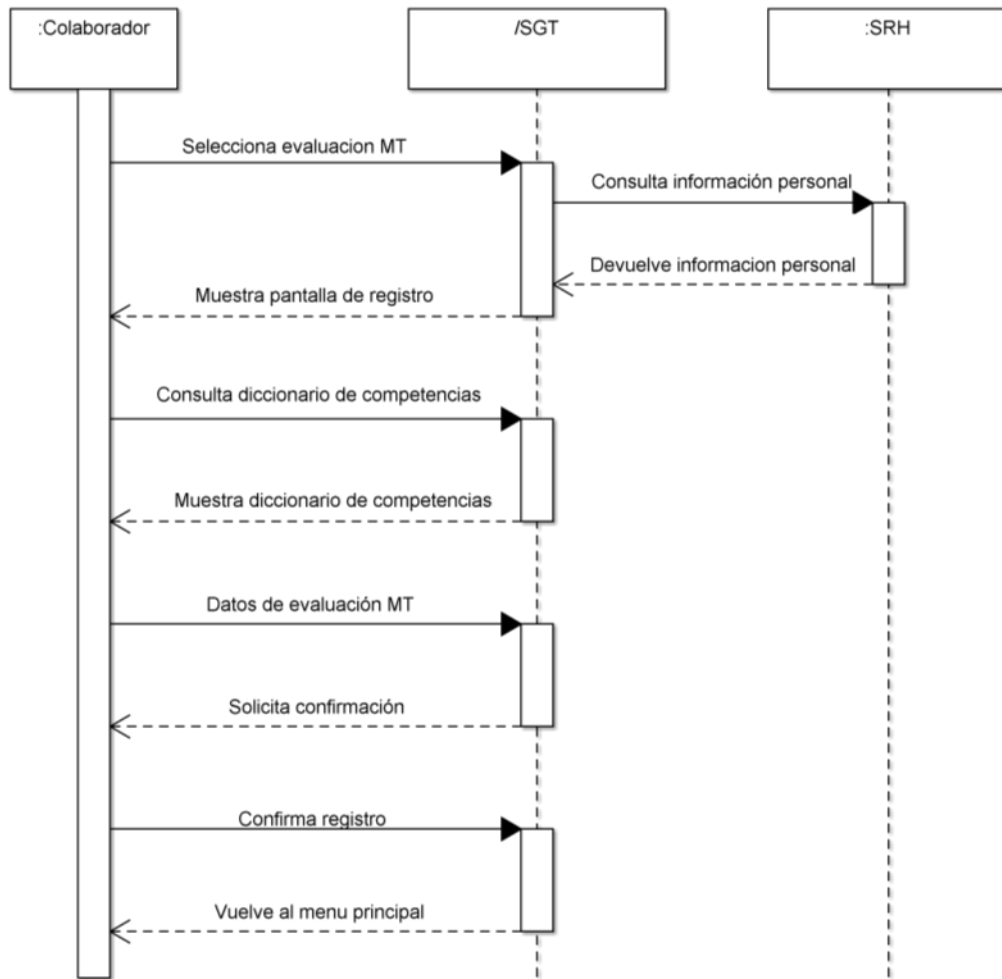 :Colaborador
/SGT
:SRH
Selecciona evaluacion MT
Consulta información personal
Devuelve informacion personal
Muestra pantalla de registro
Consulta diccionario de competencias
Muestra diccionario de competencias
Datos de evaluación MT
Solicita confirmación
Confirma registro
Vuelve al menu principal